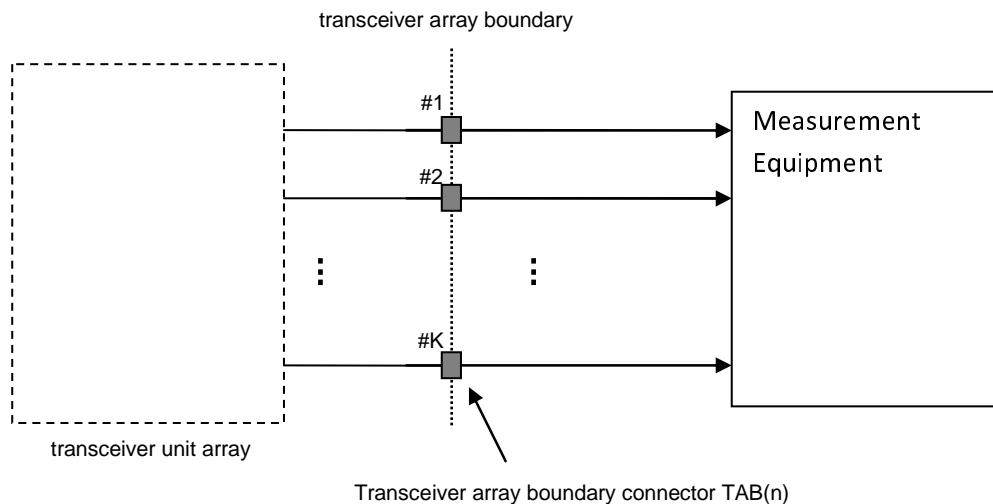 transceiver array boundary
#1
Measurement
Equipment
#2
#K
transceiver unit array
Transceiver array boundary connector TAB(n)